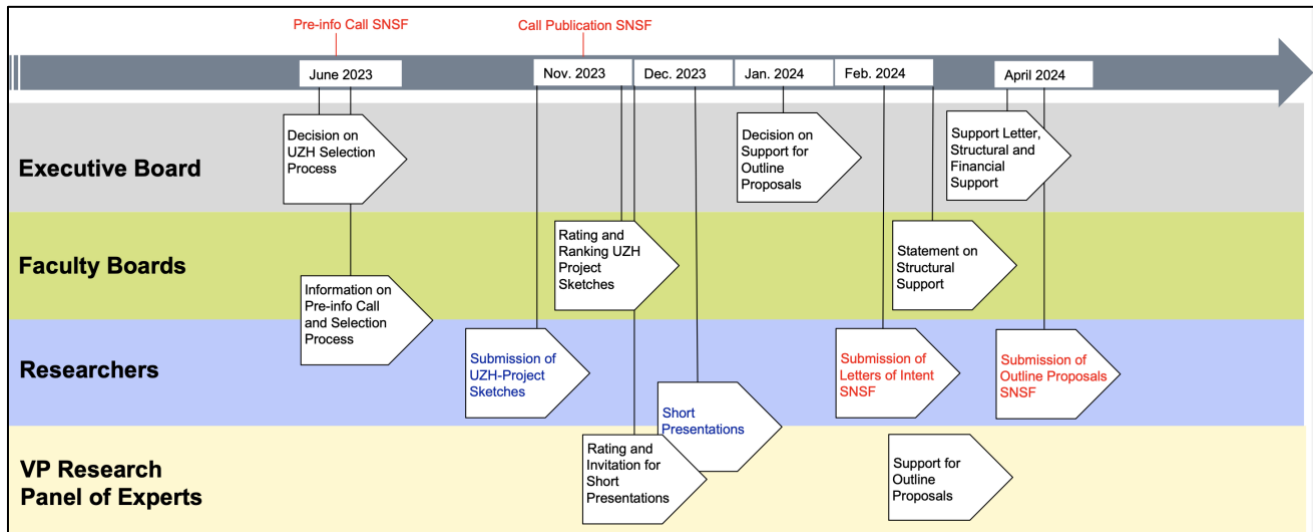 Pre-info Call SNSF
Call Publication SNSF
June 2023
Nov. 2023
Dec. 2023
Jan. 2024
Feb. 2024
April 2024
Executive Board
Decision on
UZH Selection
Process
Decision on
Support for
Outline
Proposals
Support Letter,
Structural and
Financial
Support
Faculty Boards
Rating and
Ranking UZH
Project
Sketches
Statement on
Structural
Support
Information on
Pre-info Call
and Selection
Process
Researchers
Submission of
UZH-Project
Sketches
Short
Presentations
Submission of
Letters of Intent
SNSF
Submission of
Outline Proposals
SNSF
VP Research
Panel of Experts
Rating and
Invitation for
Short
Presentations
Support for
Outline
Proposals